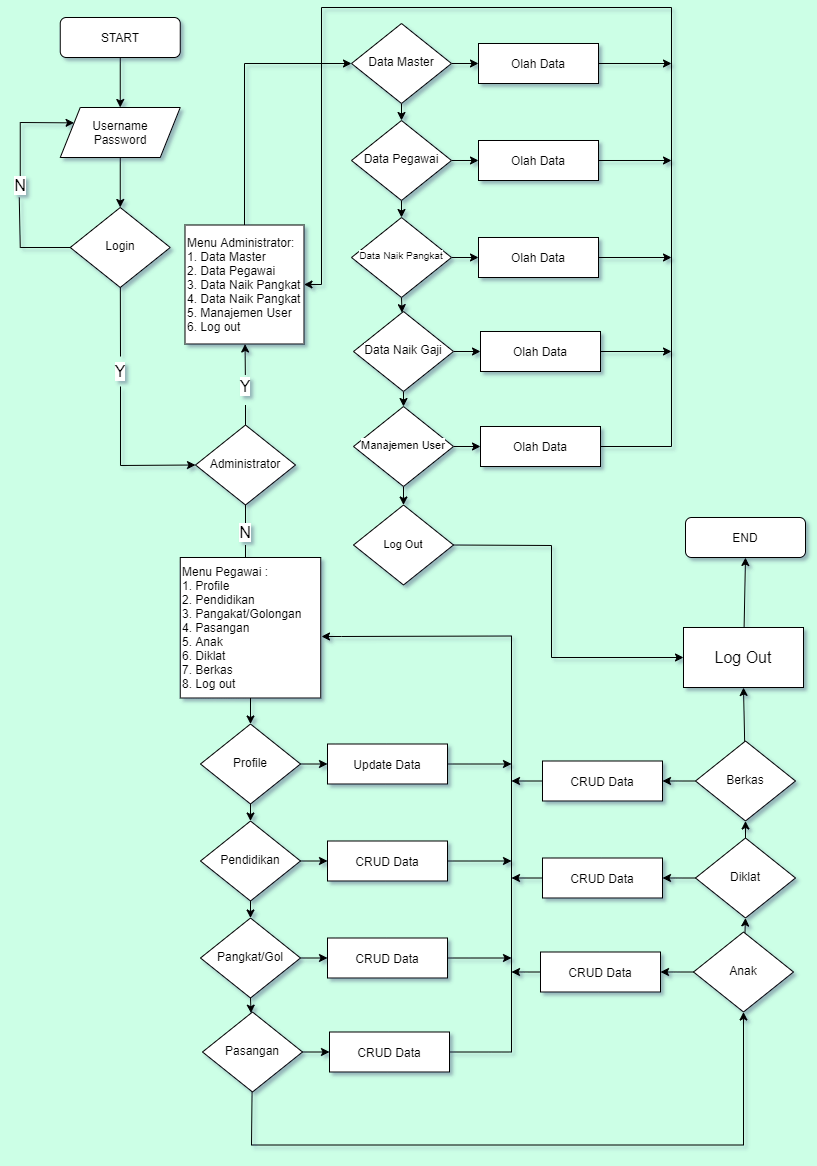 START
Username
Password
N
Login
Y
Menu Administrator:
1. Data Master
2. Data Pegawai
3. Data Naik Pangkat
4. Data Naik Pangkat
5. Manajemen User
6. Log out
Y
Administrator
N
Data Master
Olah Data
Data Pegawai
Olah Data
Data Naik Pangkat
Olah Data
Data Naik Gaji
Olah Data
Manajemen User
Olah Data
Log Out
Menu Pegawai :
1. Profile
2. Pendidikan
3. Pangakat/Golongan
4. Pasangan
5. Anak
6. Diklat
7. Berkas
8. Log out
Profile
Update Data
Pendidikan
CRUD Data
Pangkat/Gol
CRUD Data
Pasangan
CRUD Data
END
Log Out
CRUD Data
Berkas
CRUD Data
Diklat
CRUD Data
Anak